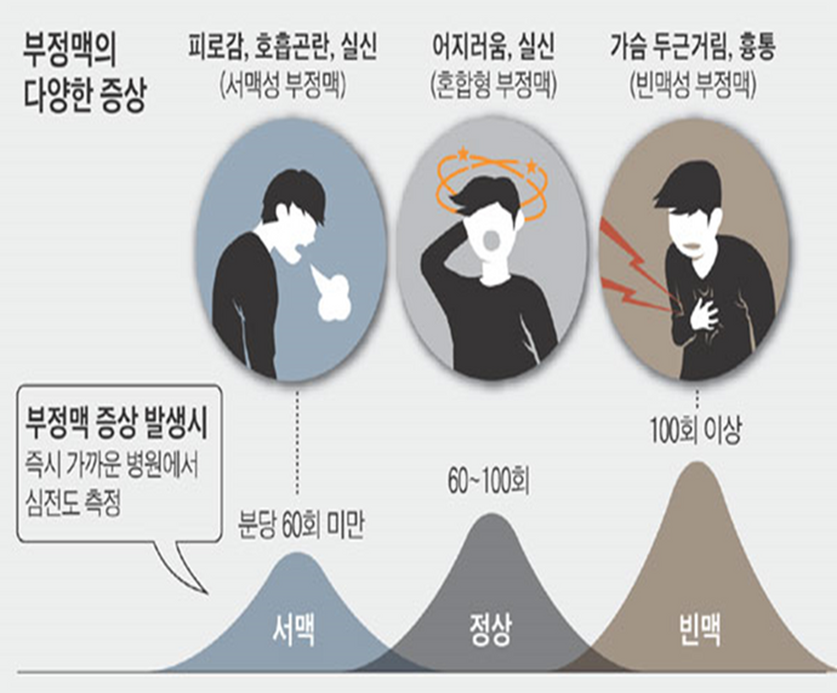 부정맥의
다양한 증상
피로감, 호흡곤란, 실신
(서맥성 부정맥)
어지러움, 실신
(혼합형 부정맥)
가슴 두근거림, 흉통
(빈맥성 부정맥)
부정맥 증상 발생시
즉시 가까운 병원에서
심전도 측정
분당 60회 미만
60~100회
100회 이상
서맥
정상
빈맥